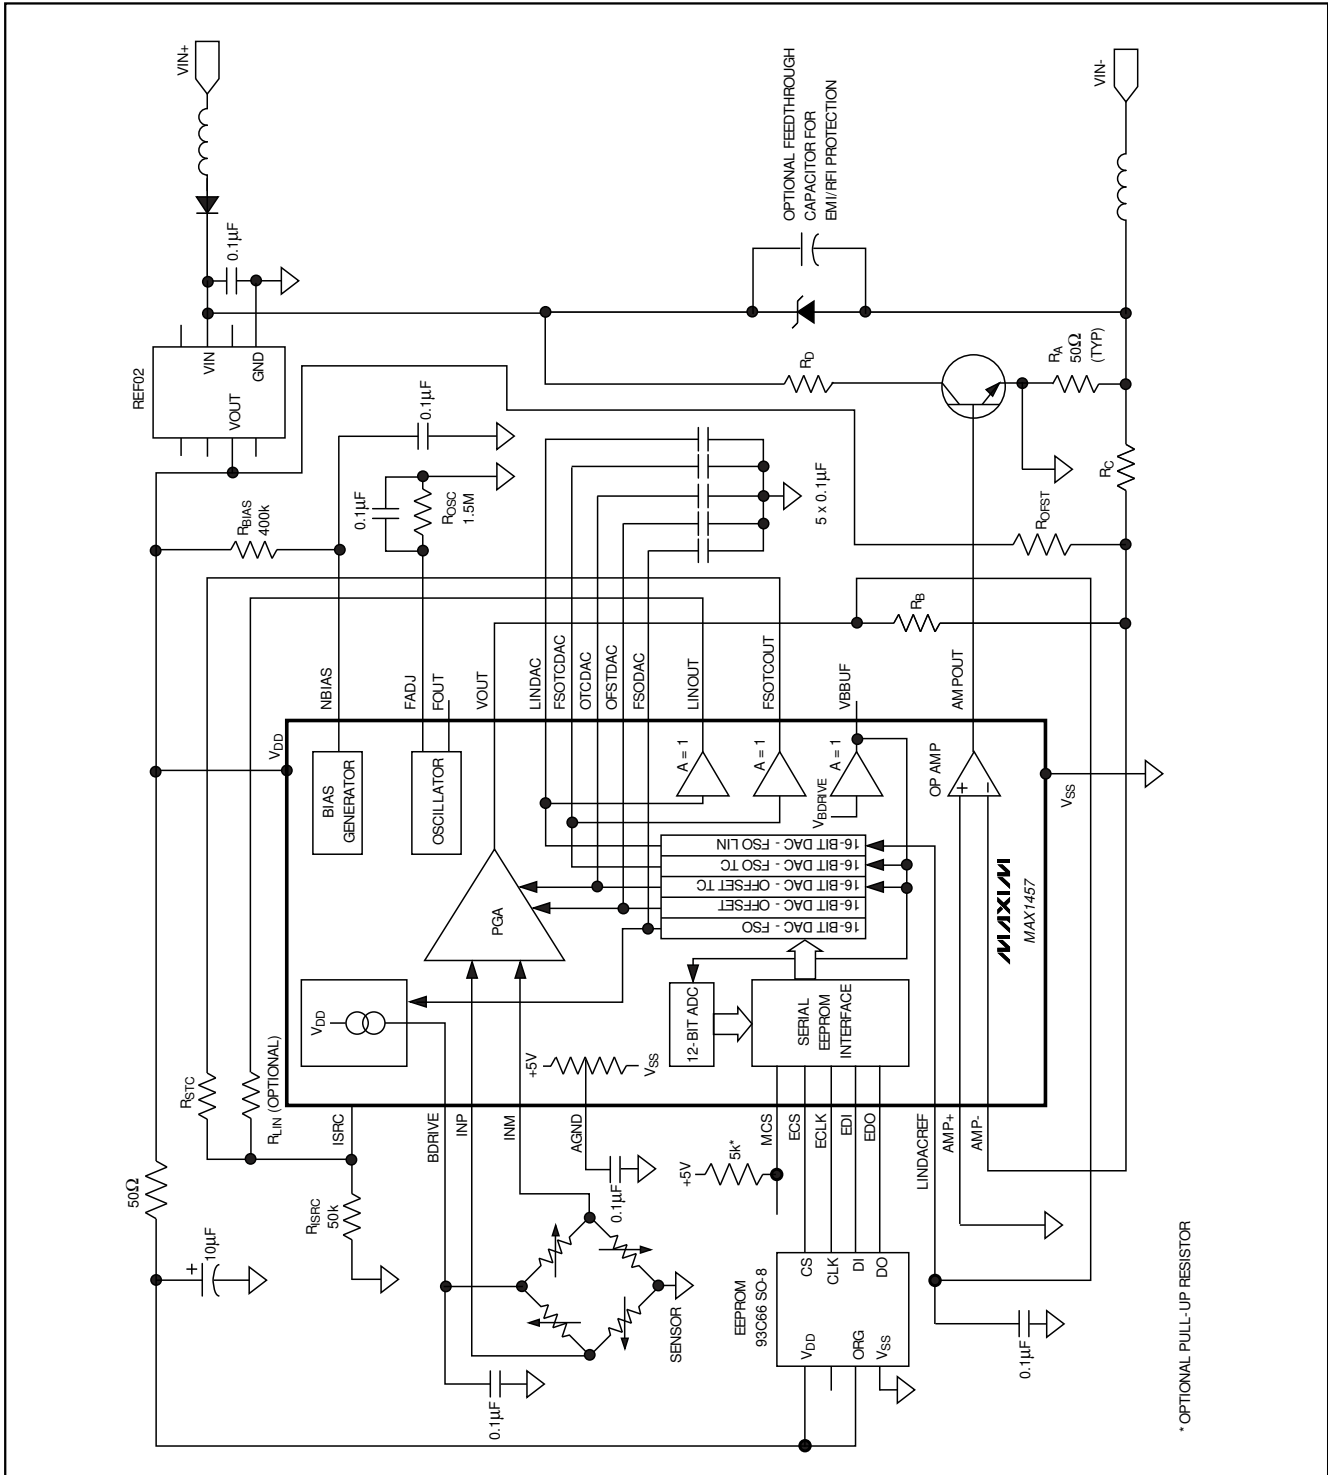 VIN+
0.1µF
REF02
VIN
GND
VOUT
OPTIONAL FEEDTHROUGH
CAPACITOR FOR
EMI/RFI PROTECTION
VIN-
RD
RA
50Ω
(TYP)
RC
ROFST
RB
RBIAS
400k
0.1µF
0.1µF
ROSC
1.5M
5 x 0.1µF
VDD
NBIAS
FADJ
FOUT
VOUT
LINDAC
FSOTCDAC
OTCDAC
OFSTDAC
FSODAC
LINOUT
FSOTCOUT
VBBUF
AMPOUT
VSS
BIAS
GENERATOR
OSCILLATOR
PGA
A = 1
A = 1
A = 1
VBDRIVE
OP AMP
+
−
16-BIT DAC - FSO LIN
16-BIT DAC - FSO TC
16-BIT DAC - OFFSET TC
16-BIT DAC - OFFSET
16-BIT DAC - FSO
MAXIM
MAX1457
VDD
12-BIT ADC
SERIAL
EEPROM
INTERFACE
+5V
VSS
RSTC
RLIN (OPTIONAL)
ISRC
BDRIVE
INP
INM
AGND
MCS
ECS
ECLK
EDI
EDO
LINDACREF
AMP+
AMP-
50Ω
+
10µF
RISRC
50k
0.1µF
+5V
5k*
SENSOR
0.1µF
EEPROM
93C66 SO-8
CS
CLK
DI
DO
VDD
ORG
VSS
0.1µF
* OPTIONAL PULL-UP RESISTOR